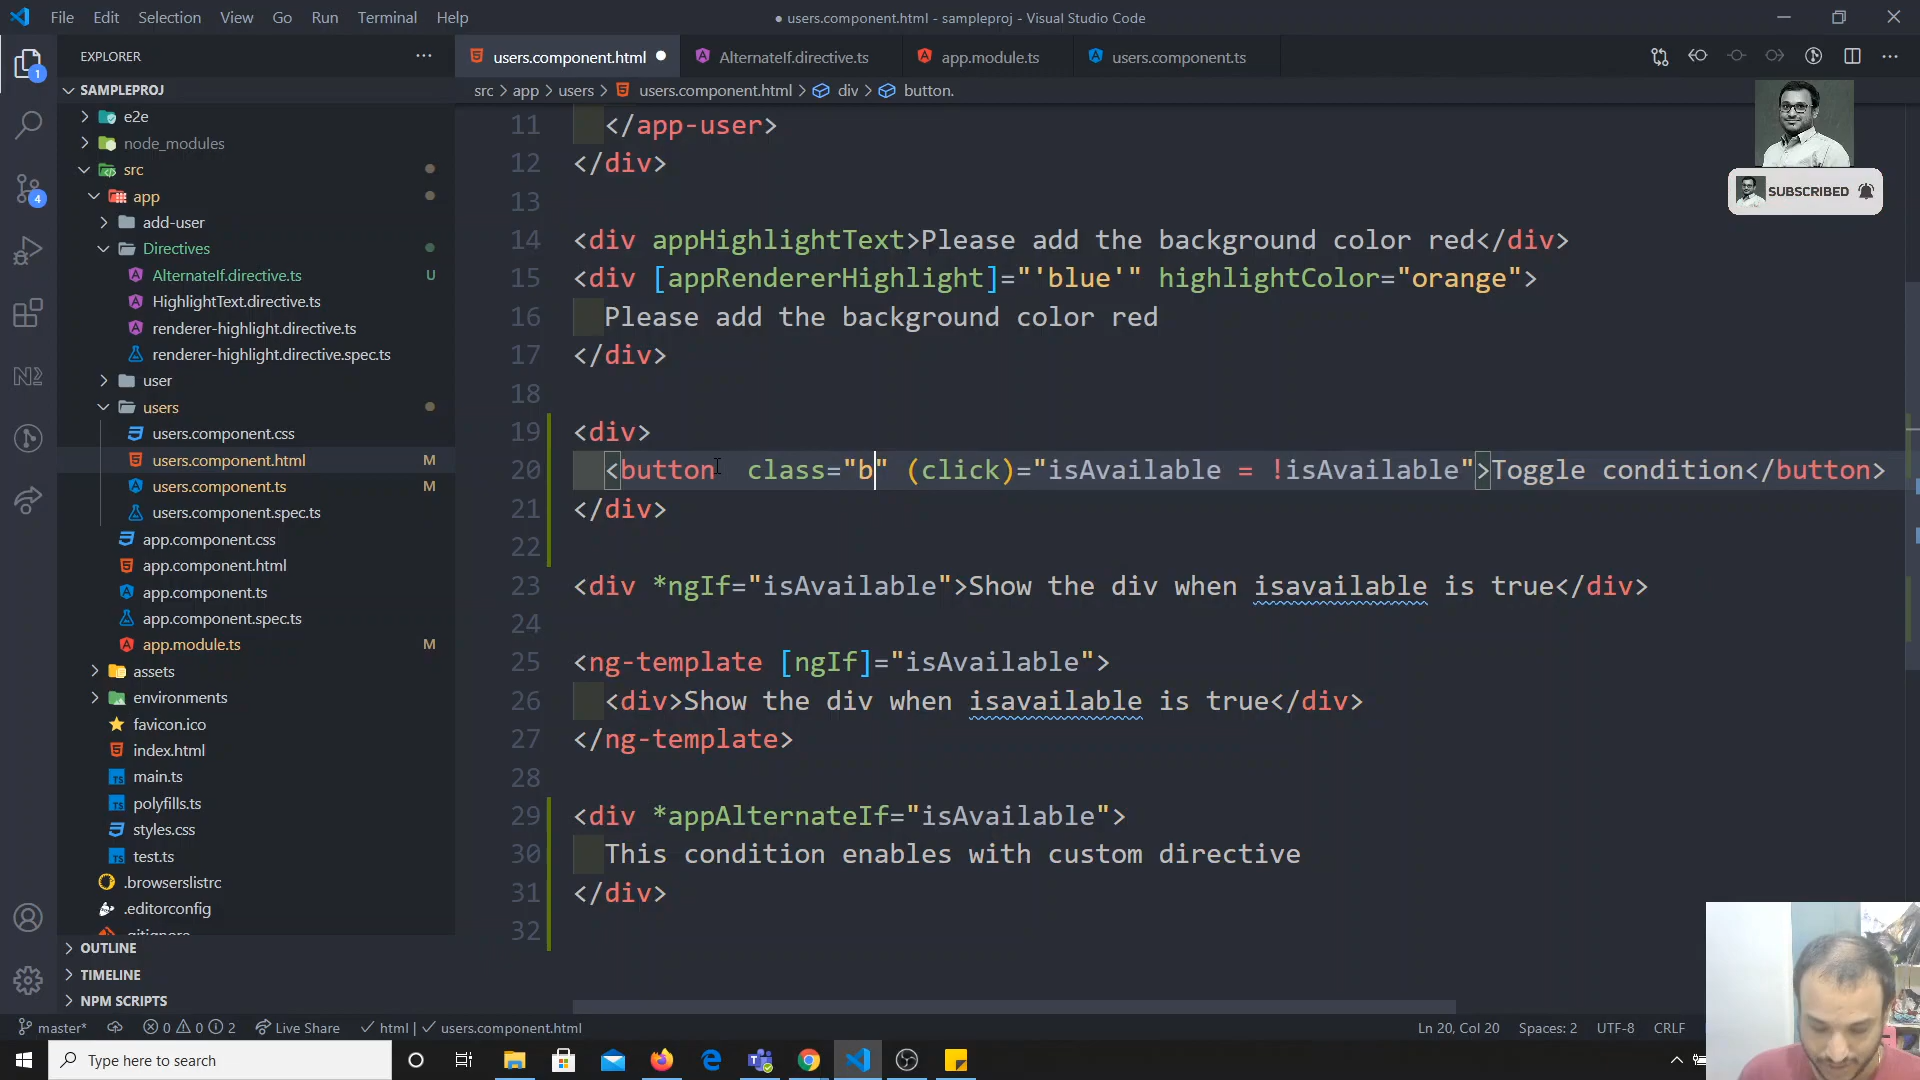 File Edit Selection View Go Run Terminal Help
● users.component.html - sampleproj - Visual Studio Code
EXPLORER
users.component.html
AlternateIf.directive.ts
app.module.ts
users.component.ts
SAMPLEPROJ
src > app > users > users.component.html > div > button.
e2e
node_modules
src
app
add-user
Directives
AlternateIf.directive.ts U
HighlightText.directive.ts
renderer-highlight.directive.ts
renderer-highlight.directive.spec.ts
user
users
users.component.css
users.component.html M
users.component.ts M
users.component.spec.ts
app.component.css
app.component.html
app.component.ts
app.component.spec.ts
app.module.ts M
assets
environments
favicon.ico
index.html
main.ts
polyfills.ts
styles.css
test.ts
.browserslistrc
.editorconfig
.gitignore
OUTLINE
TIMELINE
NPM SCRIPTS
1
4
11 </app-user>
12 </div>
13
14 <div appHighlightText>Please add the background color red</div>
15 <div [appRendererHighlight]="'blue'" highlightColor="orange">
16 Please add the background color red
17 </div>
18
19 <div>
20 <button  class="b" (click)="isAvailable = !isAvailable">Toggle condition</button>
21 </div>
22
23 <div *ngIf="isAvailable">Show the div when isavailable is true</div>
24
25 <ng-template [ngIf]="isAvailable">
26 <div>Show the div when isavailable is true</div>
27 </ng-template>
28
29 <div *appAlternateIf="isAvailable">
30 This condition enables with custom directive
31 </div>
32
SUBSCRIBED
master* 0 0 2 Live Share html | users.component.html
Ln 20, Col 20 Spaces: 2 UTF-8 CRLF
Type here to search